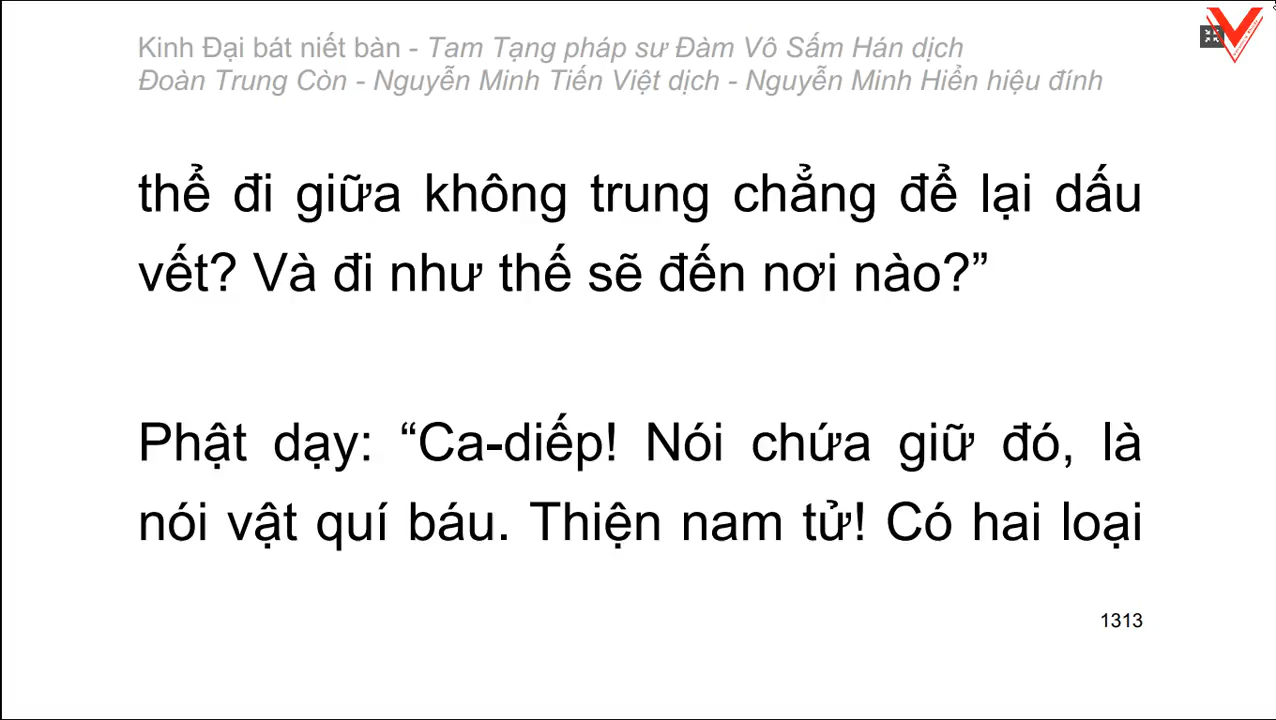 Kinh Đại bát niết bàn - Tam Tạng pháp sư Đàm Vô Sấm Hán dịch
Đoàn Trung Còn - Nguyễn Minh Tiến Việt dịch - Nguyễn Minh Hiển hiệu đính
thể đi giữa không trung chẳng để lại dấu
vết? Và đi như thế sẽ đến nơi nào?”
Phật dạy: “Ca-diếp! Nói chứa giữ đó, là
nói vật quí báu. Thiện nam tử! Có hai loại
1313